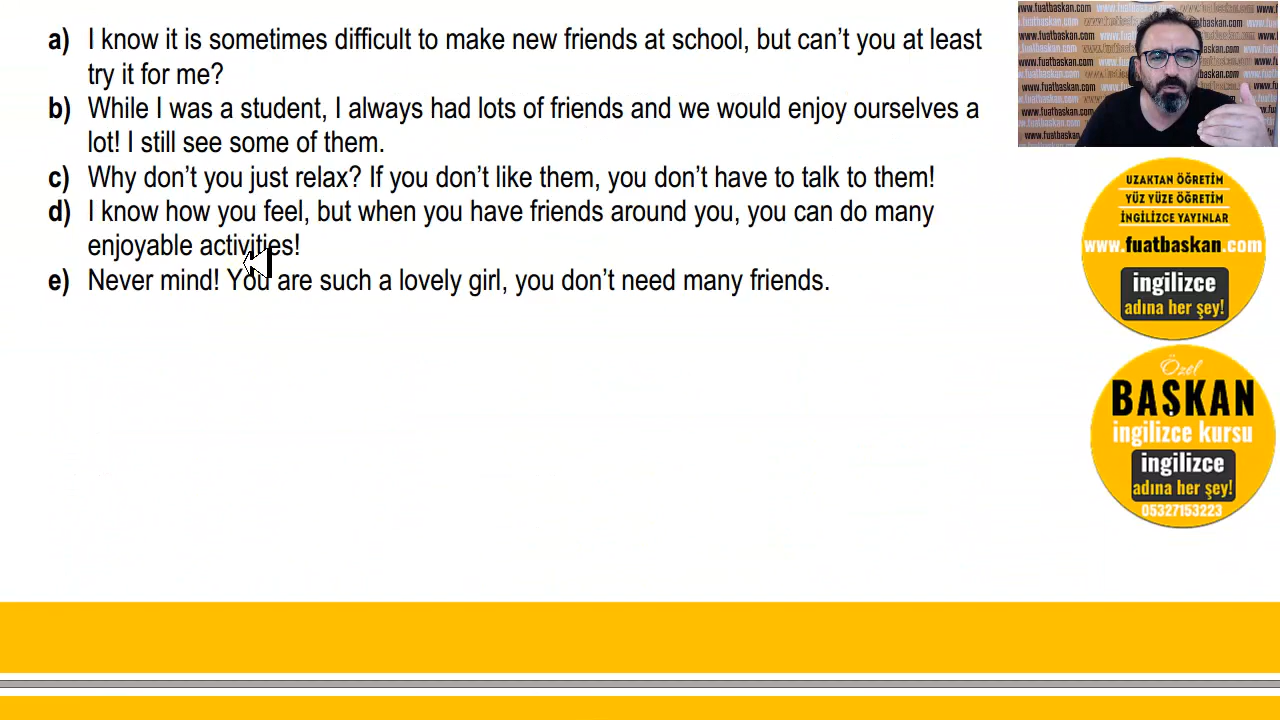 a) I know it is sometimes difficult to make new friends at school, but can't you at least
try it for me?
b) While I was a student, I always had lots of friends and we would enjoy ourselves a
lot! I still see some of them.
c) Why don't you just relax? If you don't like them, you don't have to talk to them!
d) I know how you feel, but when you have friends around you, you can do many
enjoyable activities!
e) Never mind! You are such a lovely girl, you don't need many friends.
www.fuatbaskan.com
UZAKTAN ÖĞRETİM
YÜZ YÜZE ÖĞRETİM
İNGİLİZCE YAYINLAR
www.fuatbaskan.com
ingilizce
adına her şey!
Özel
BAŞKAN
ingilizce kursu
ingilizce
adına her şey!
05327153223